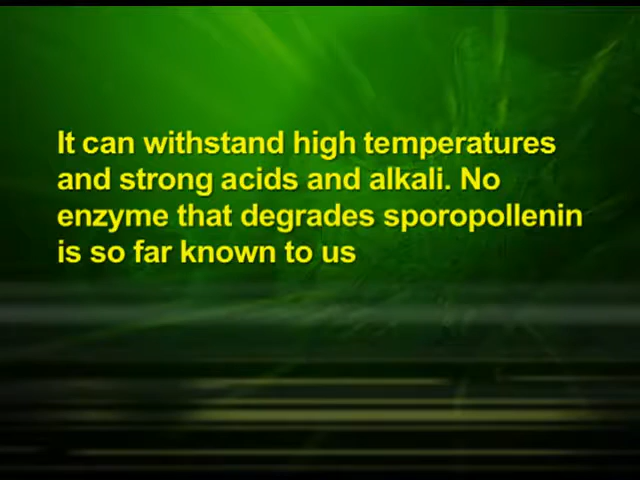 It can withstand high temperatures
and strong acids and alkali. No
enzyme that degrades sporopollenin
is so far known to us